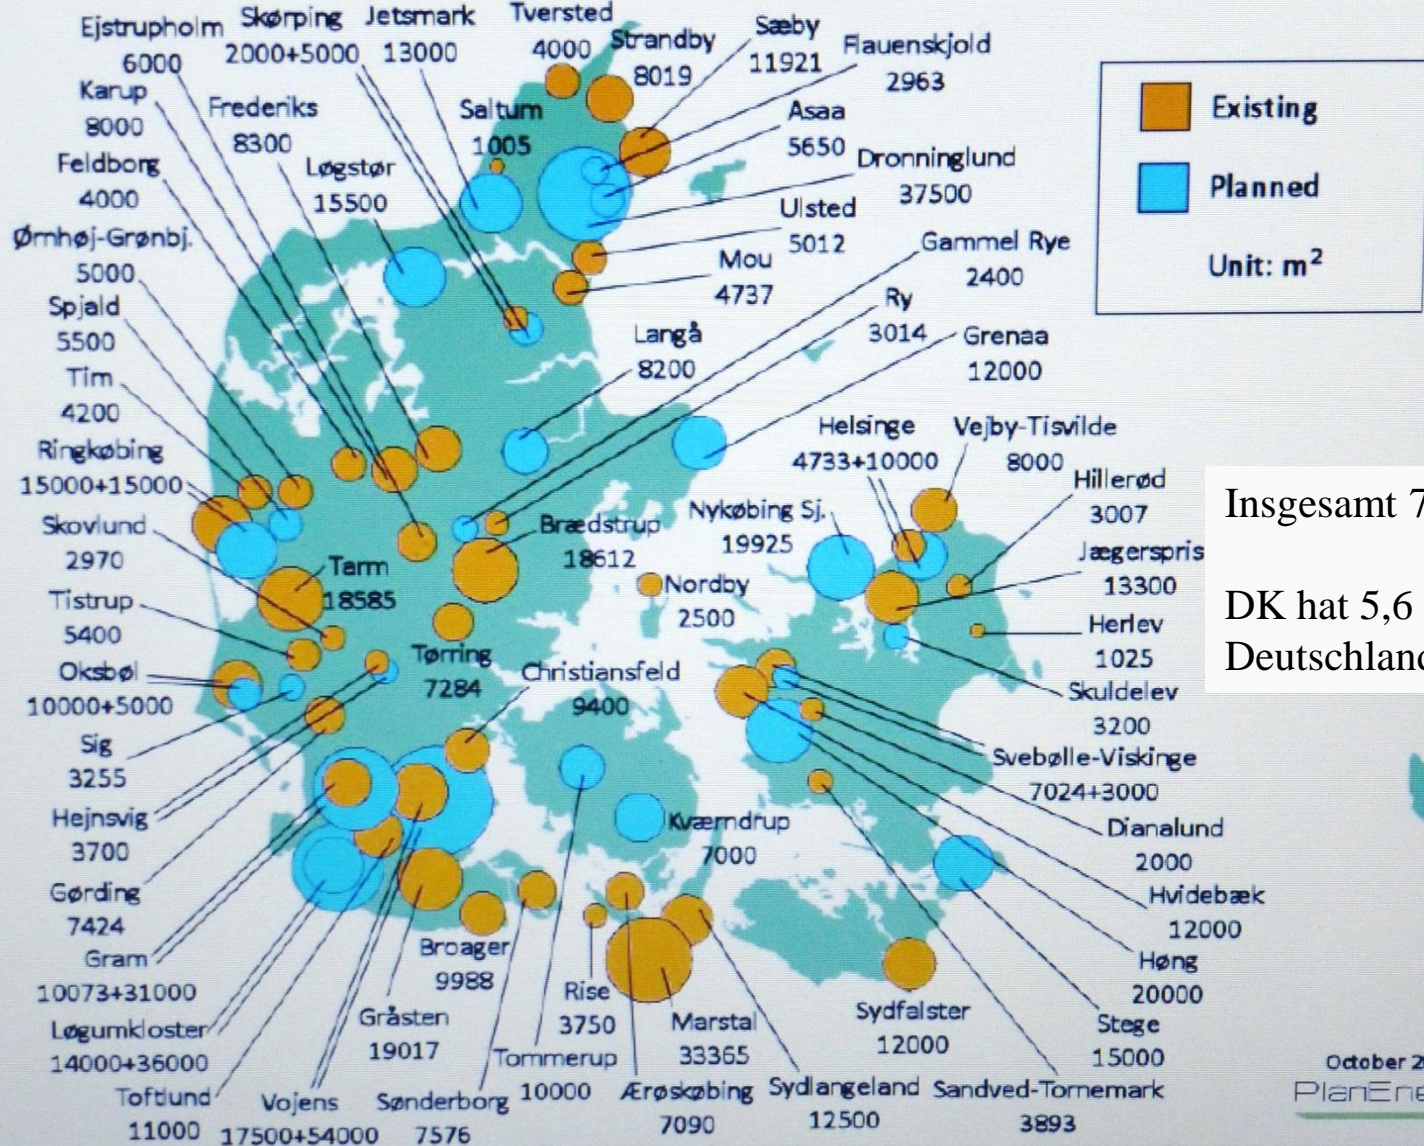 Ejstrupholm
6000
Skørping
2000+5000
Jetsmark
13000
Tversted
4000
Strandby
8019
Sæby
11921
Flauenskjold
2963
Karup
8000
Frederiks
8300
Saltum
1005
Asaa
5650
Existing
Feldborg
4000
Løgstør
15500
Dronninglund
37500
Planned
Ørnhøj-Grønbj.
5000
Ulsted
5012
Gammel Rye
2400
Unit: m²
Mou
4737
Spjald
5500
Ry
3014
Langå
8200
Grenaa
12000
Tim
4200
Helsinge
4733+10000
Vejby-Tisvilde
8000
Ringkøbing
15000+15000
Hillerød
3007
Nykøbing Sj.
19925
Insgesamt 7
Skovlund
2970
Brædstrup
18612
Jægerspris
13300
Tarm
18585
Nordby
2500
Tistrup
5400
DK hat 5,6
Herlev
1025
Deutschland
Oksbøl
10000+5000
Tørring
7284
Christiansfeld
9400
Skuldelev
3200
Sig
3255
Svebølle-Viskinge
7024+3000
Hejnsvig
3700
Kværndrup
7000
Dianalund
2000
Gørding
7424
Hvidebæk
12000
Gram
10073+31000
Broager
9988
Høng
20000
Rise
3750
Løgumkloster
14000+36000
Gråsten
19017
Marstal
33365
Sydfalster
12000
Stege
15000
Tommerup
10000
October 2
Toftlund
11000
Vojens
17500+54000
Sønderborg
7576
Ærøskøbing
7090
Sydlangeland
12500
Sandved-Tornemark
3893
PlanEne